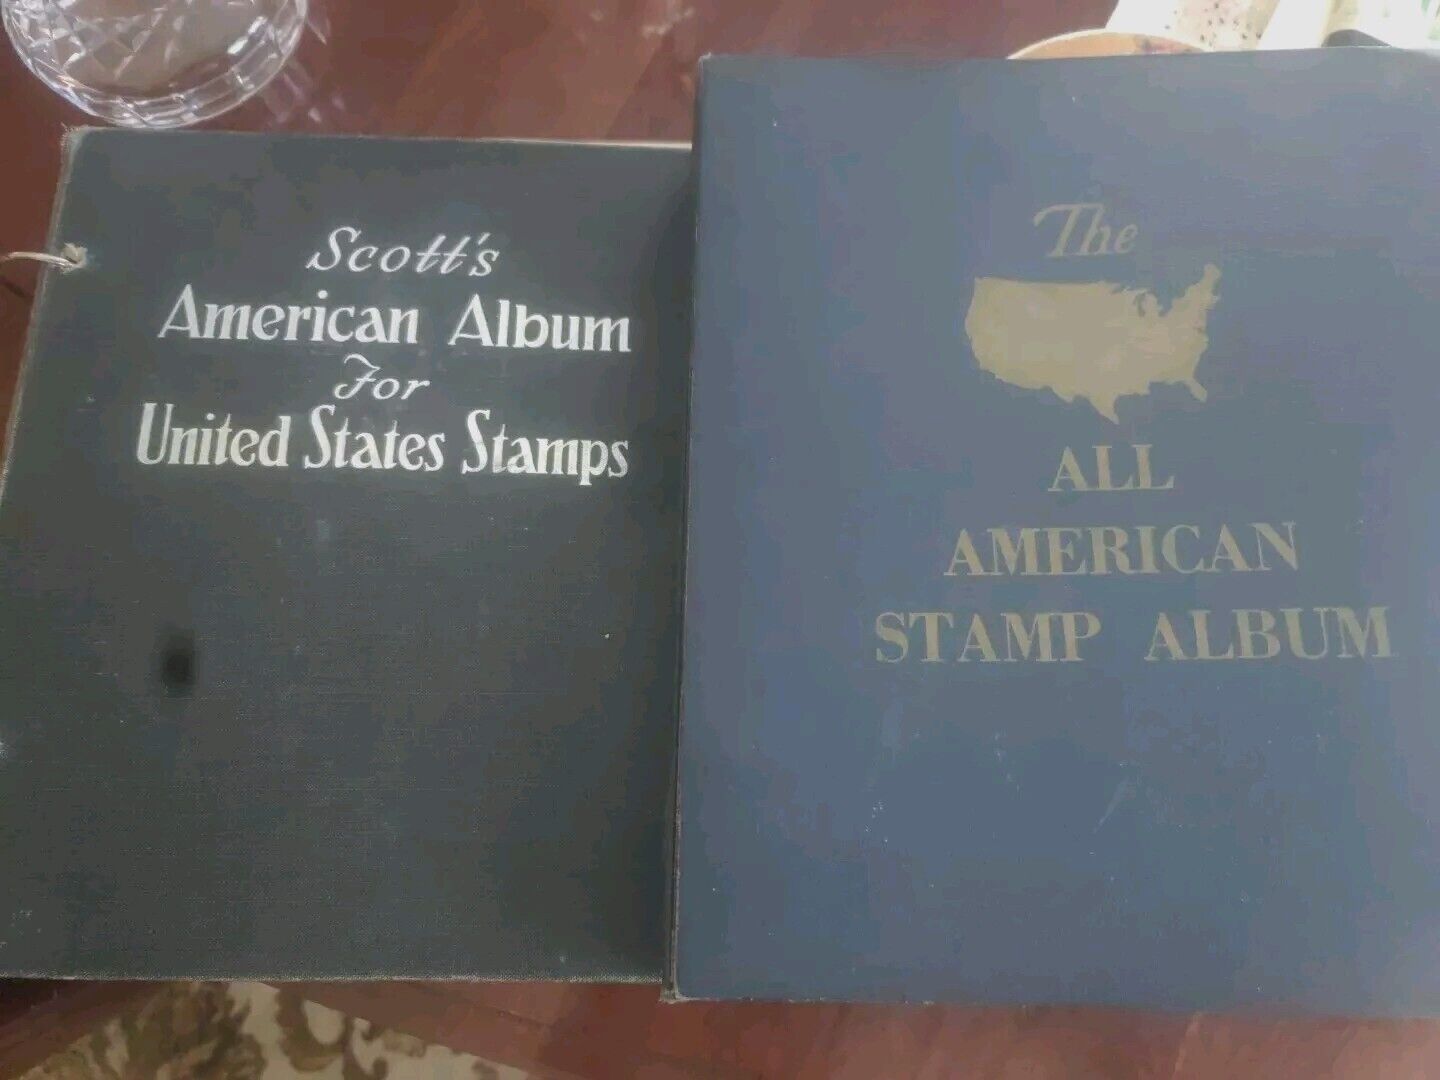 Scott's
American Album
For
United States Stamps
The
ALL
AMERICAN
STAMP ALBUM